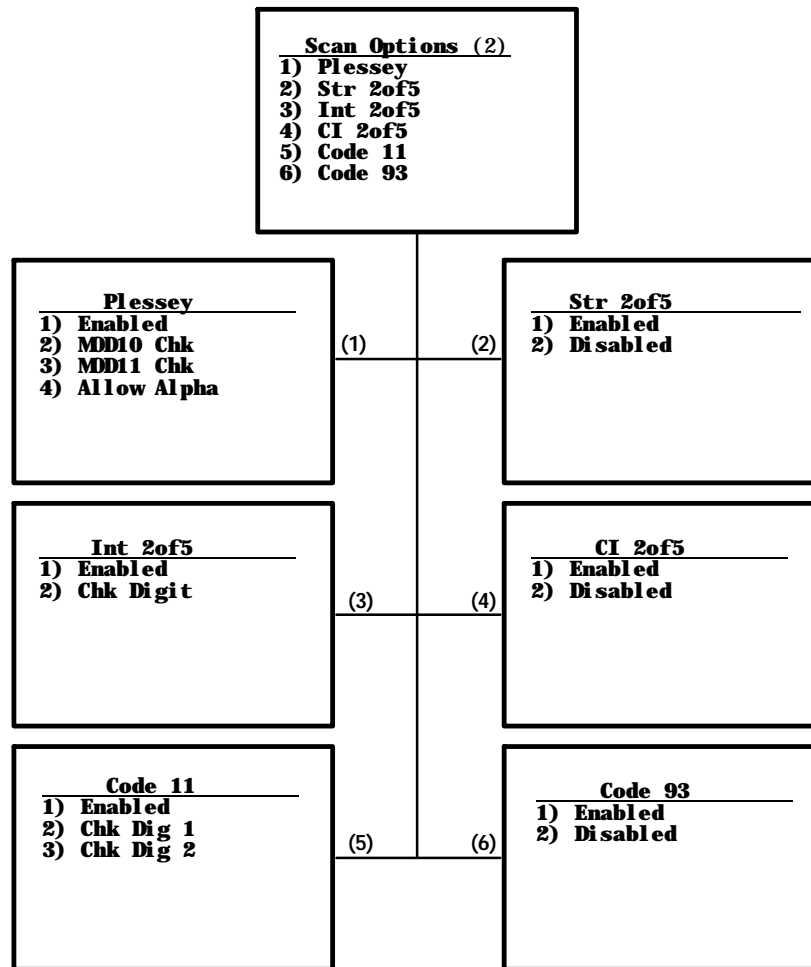 Scan Options (2)
1) Plessey
2) Str 2of5
3) Int 2of5
4) CI 2of5
5) Code 11
6) Code 93
Plessey
1) Enabled
2) MOD10 Chk
3) MOD11 Chk
4) Allow Alpha
(1)
(2)
Str 2of5
1) Enabled
2) Disabled
Int 2of5
1) Enabled
2) Chk Digit
(3)
(4)
CI 2of5
1) Enabled
2) Disabled
Code 11
1) Enabled
2) Chk Dig 1
3) Chk Dig 2
(5)
(6)
Code 93
1) Enabled
2) Disabled